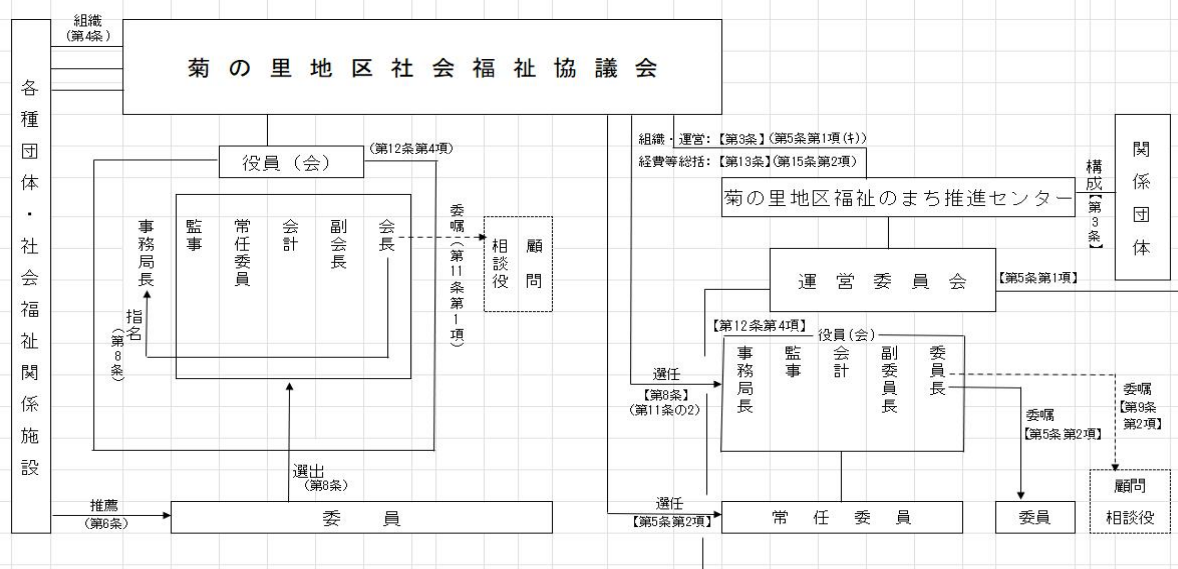 組織
(第4条)
菊の里地区社会福祉協議会
各種団体・社会福祉関係施設
役員(会)
(第12条第4項)
事務局長
監事
常任委員
会計
副会長
会長
委嘱(第11条第1項)
顧問
相談役
指名
(第8条)
選出
(第8条)
推薦
(第6条)
委員
組織・運営:【第3条】(第5条第1項(キ))
経費等総括:【第13条】(第15条第2項)
菊の里地区福祉のまち推進センター
構成【第3条】
関係団体
運営委員会
【第5条第1項】
【第12条第4項】
役員(会)
事務局長
監事
会計
副委員長
委員長
選任
【第8条】
(第11条の2)
委嘱
【第5条第2項】
委嘱
【第9条
第2項】
選任
【第5条第2項】
常任委員
委員
顧問
相談役